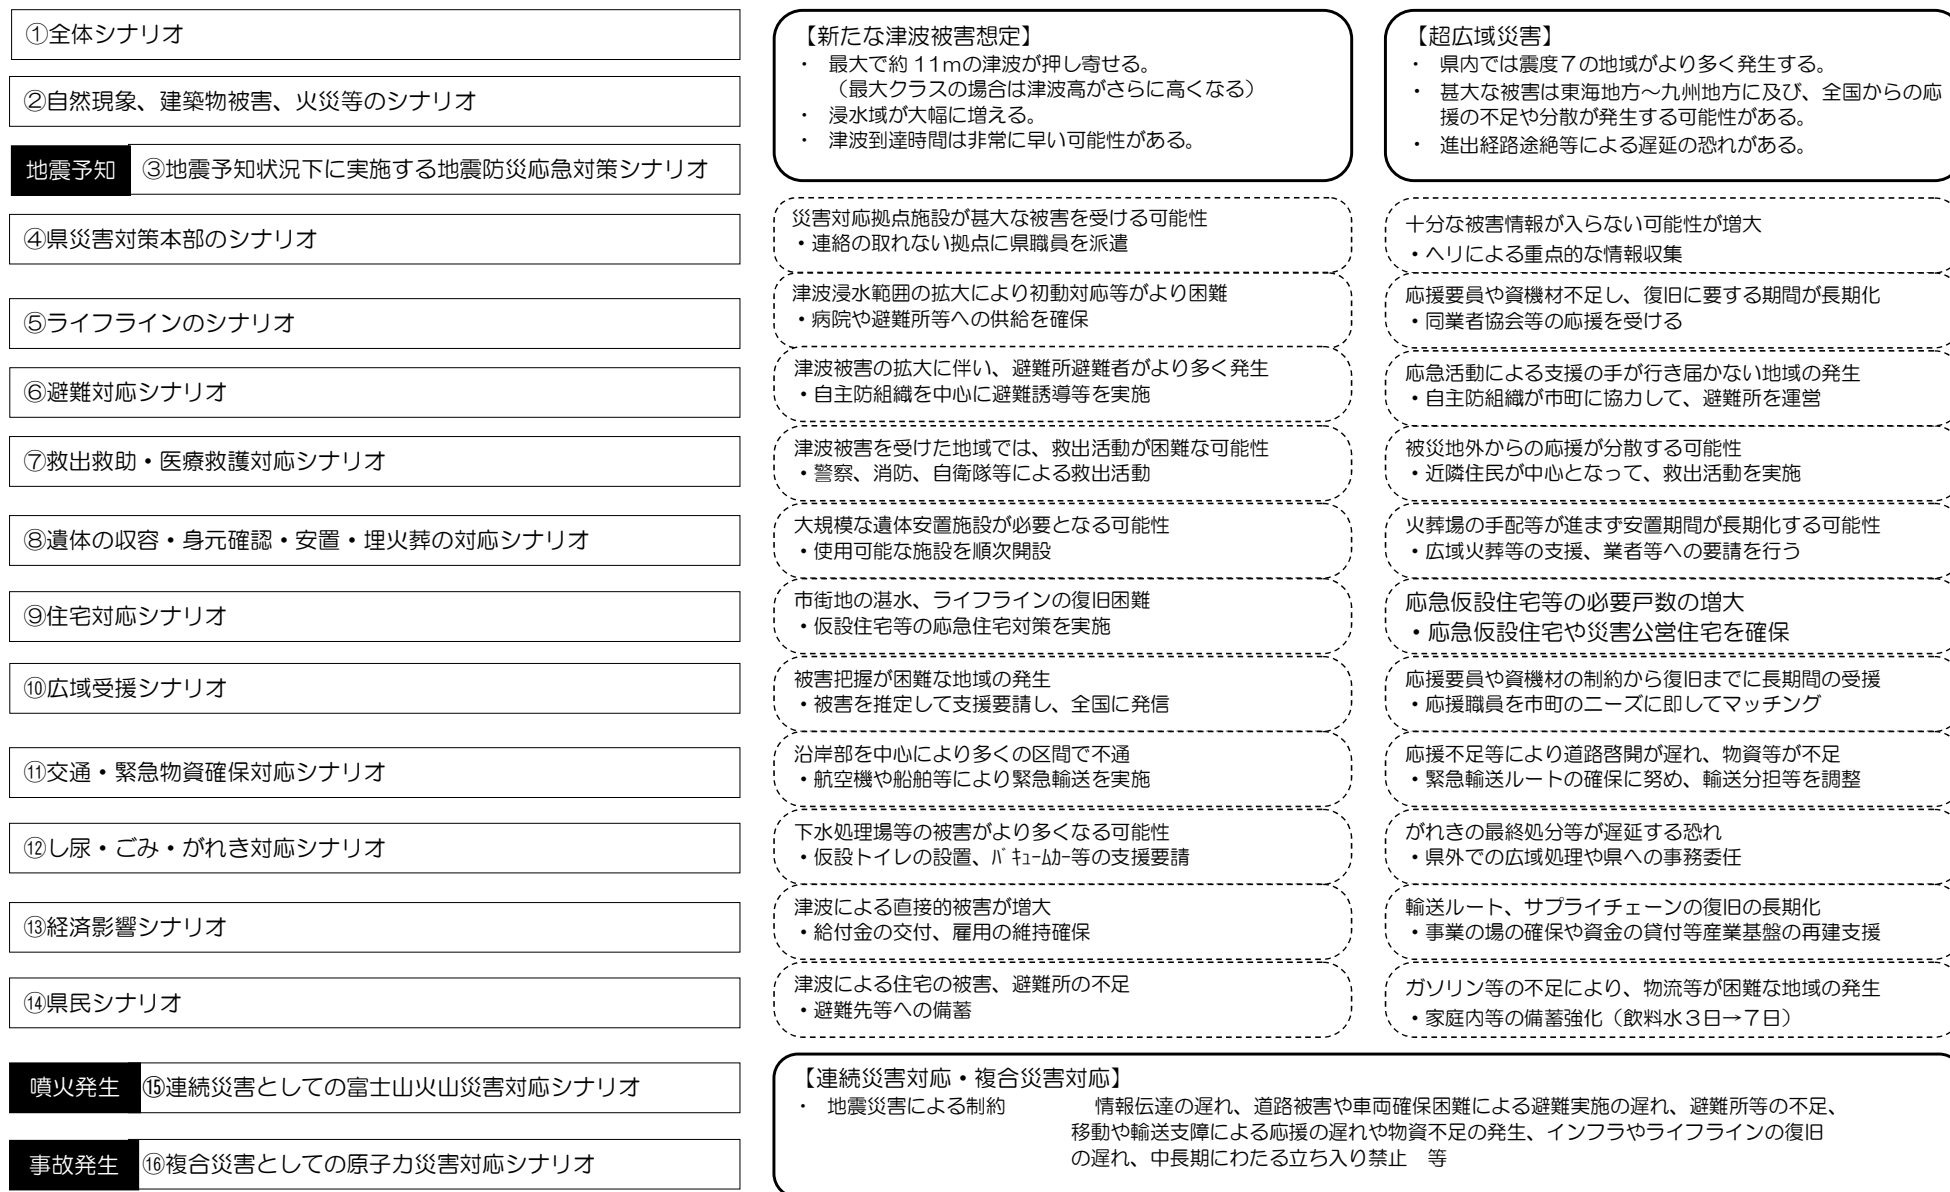 ①全体シナリオ
②自然現象、建築物被害、火災等のシナリオ
地震予知 ③地震予知状況下に実施する地震防災応急対策シナリオ
④県災害対策本部のシナリオ
⑤ライフラインのシナリオ
⑥避難対応シナリオ
⑦救出救助・医療救護対応シナリオ
⑧遺体の収容・身元確認・安置・埋火葬の対応シナリオ
⑨住宅対応シナリオ
⑩広域受援シナリオ
⑪交通・緊急物資確保対応シナリオ
⑫し尿・ごみ・がれき対応シナリオ
⑬経済影響シナリオ
⑭県民シナリオ
噴火発生 ⑮連続災害としての富士山火山災害対応シナリオ
事故発生 ⑯複合災害としての原子力災害対応シナリオ
【新たな津波被害想定】
・ 最大で約11mの津波が押し寄せる。
（最大クラスの場合は津波高がさらに高くなる）
・ 浸水域が大幅に増える。
・ 津波到達時間は非常に早い可能性がある。
災害対応拠点施設が甚大な被害を受ける可能性
・連絡の取れない拠点に県職員を派遣
津波浸水範囲の拡大により初動対応等がより困難
・病院や避難所等への供給を確保
津波被害の拡大に伴い、避難所避難者がより多く発生
・自主防組織を中心に避難誘導等を実施
津波被害を受けた地域では、救出活動が困難な可能性
・警察、消防、自衛隊等による救出活動
大規模な遺体安置施設が必要となる可能性
・使用可能な施設を順次開設
市街地の湛水、ライフラインの復旧困難
・仮設住宅等の応急住宅対策を実施
被害把握が困難な地域の発生
・被害を推定して支援要請し、全国に発信
沿岸部を中心により多くの区間で不通
・航空機や船舶等により緊急輸送を実施
下水処理場等の被害がより多くなる可能性
・仮設トイレの設置、ﾊﾞｷｭｰﾑｶｰ等の支援要請
津波による直接的被害が増大
・給付金の交付、雇用の維持確保
津波による住宅の被害、避難所の不足
・避難先等への備蓄
【超広域災害】
・ 県内では震度７の地域がより多く発生する。
・ 甚大な被害は東海地方～九州地方に及び、全国からの応
援の不足や分散が発生する可能性がある。
・ 進出経路途絶等による遅延の恐れがある。
十分な被害情報が入らない可能性が増大
・ヘリによる重点的な情報収集
応援要員や資機材不足し、復旧に要する期間が長期化
・同業者協会等の応援を受ける
応急活動による支援の手が行き届かない地域の発生
・自主防組織が市町に協力して、避難所を運営
被災地外からの応援が分散する可能性
・近隣住民が中心となって、救出活動を実施
火葬場の手配等が進まず安置期間が長期化する可能性
・広域火葬等の支援、業者等への要請を行う
応急仮設住宅等の必要戸数の増大
・応急仮設住宅や災害公営住宅を確保
応援要員や資機材の制約から復旧までに長期間の受援
・応援職員を市町のニーズに即してマッチング
応援不足等により道路啓開が遅れ、物資等が不足
・緊急輸送ルートの確保に努め、輸送分担等を調整
がれきの最終処分等が遅延する恐れ
・県外での広域処理や県への事務委任
輸送ルート、サプライチェーンの復旧の長期化
・事業の場の確保や資金の貸付等産業基盤の再建支援
ガソリン等の不足により、物流等が困難な地域の発生
・家庭内等の備蓄強化（飲料水３日→７日）
【連続災害対応・複合災害対応】
・ 地震災害による制約 情報伝達の遅れ、道路被害や車両確保困難による避難実施の遅れ、避難所等の不足、
移動や輸送支障による応援の遅れや物資不足の発生、インフラやライフラインの復旧
の遅れ、中長期にわたる立ち入り禁止 等